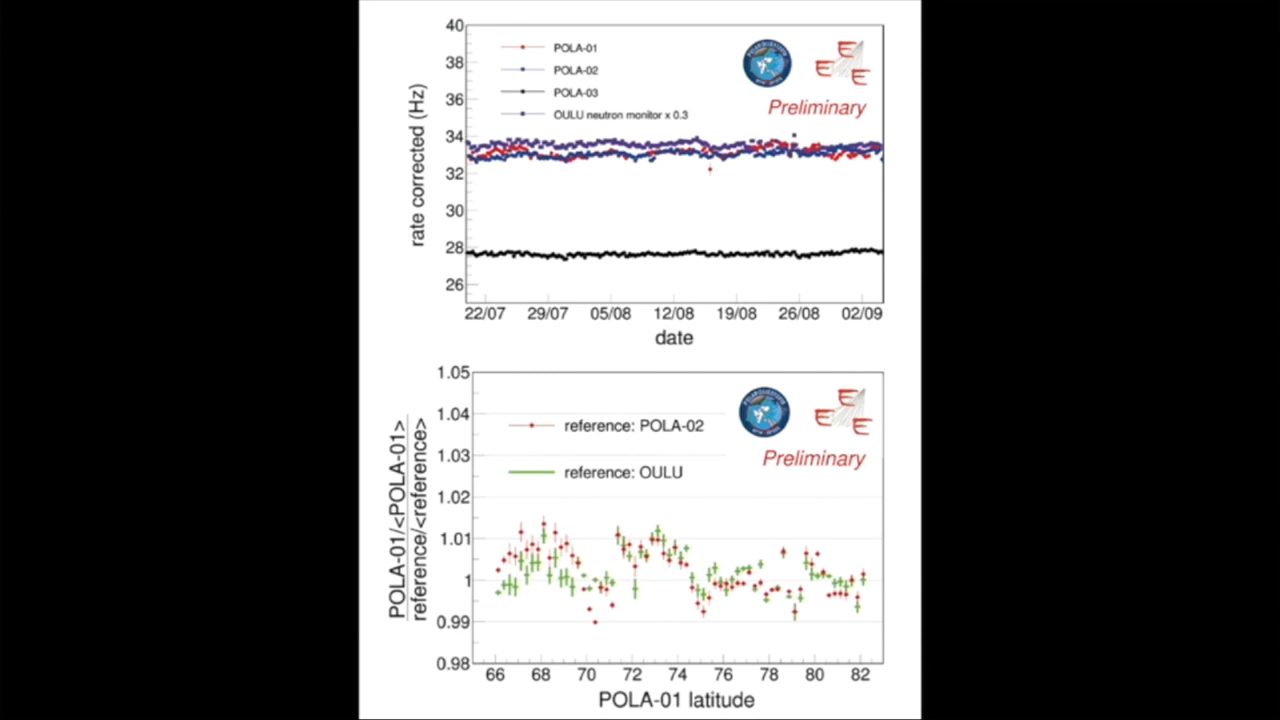 40
38
36
34
32
30
28
26
rate corrected (Hz)
POLA-01
POLA-02
POLA-03
OULU neutron monitor x 0.3
Preliminary
22/07 29/07 05/08 12/08 19/08 26/08 02/09
date
1.05
1.04
1.03
1.02
1.01
1
0.99
0.98
POLA-01/<POLA-01>
reference/<reference>
reference: POLA-02
reference: OULU
Preliminary
66 68 70 72 74 76 78 80 82
POLA-01 latitude